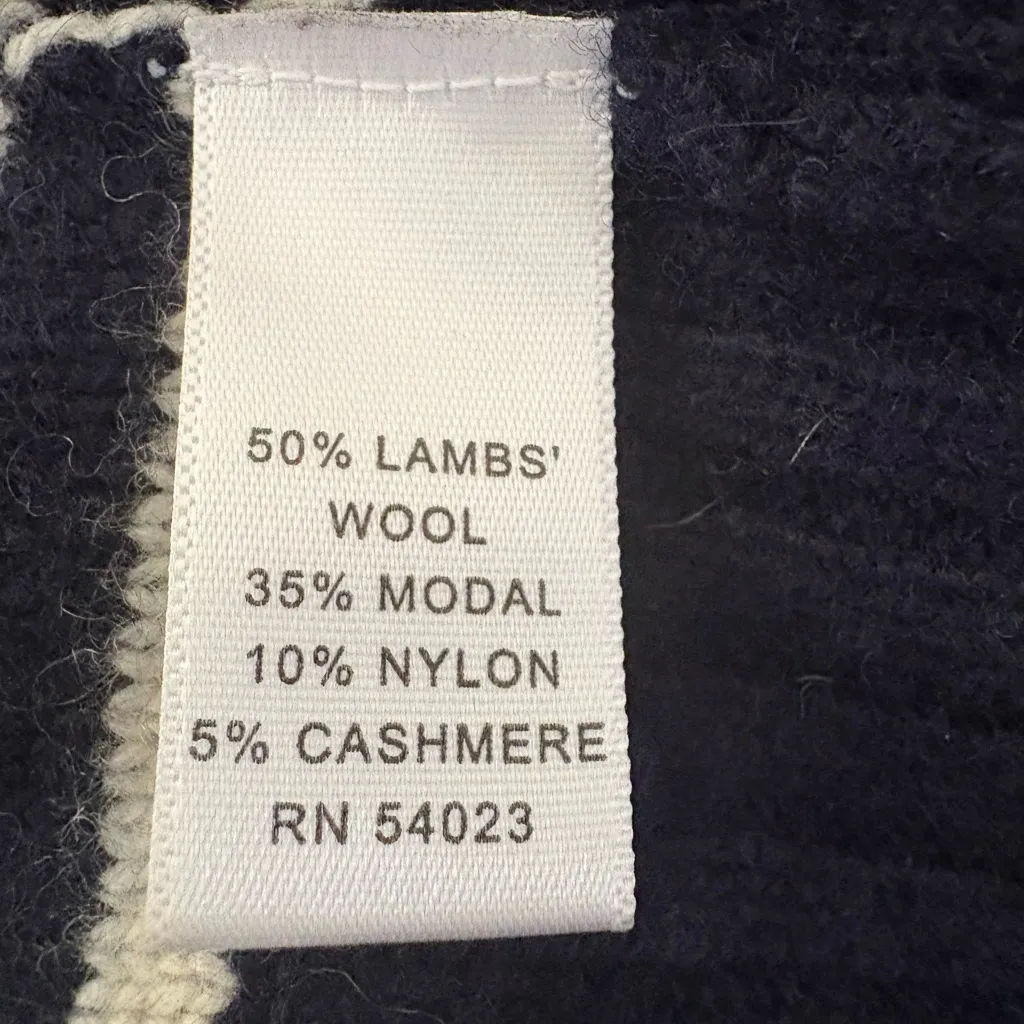 50% LAMBS'
WOOL
35% MODAL
10% NYLON
5% CASHMERE
RN 54023